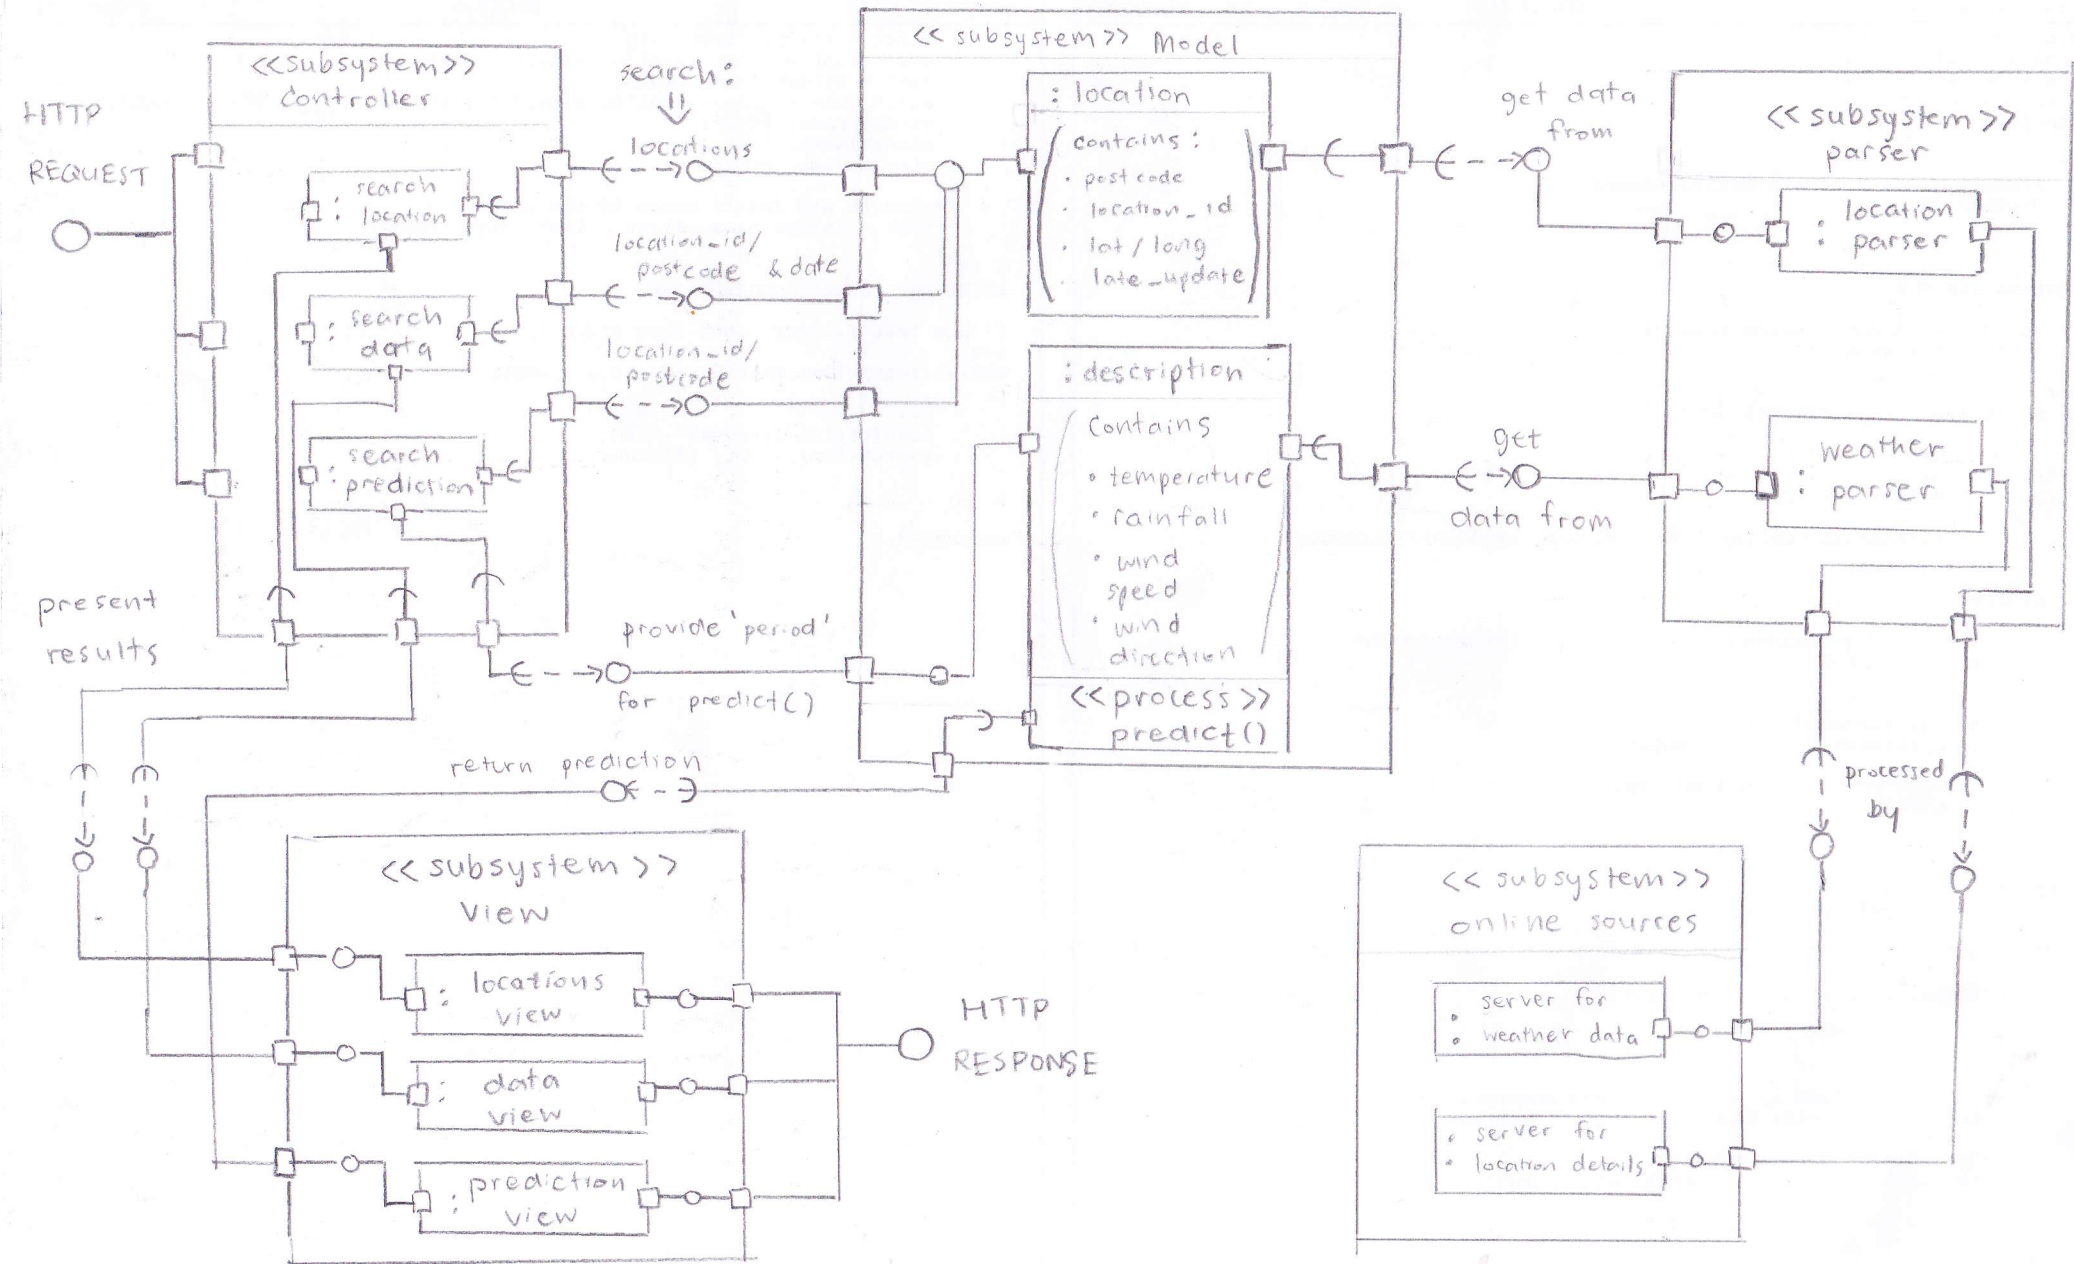 HTTP
REQUEST
<<subsystem>>
Controller
: search
location
: search
data
: search
prediction
search:
locations
location_id/
postcode & date
location_id/
postcode
provide 'period'
for predict()
return prediction
present
results
<<subsystem>> Model
: location
contains:
• post code
• location_id
• lat / long
• late_update
: description
Contains
• temperature
• rainfall
• wind
speed
• wind
direction
<<process>>
predict()
get data
from
get
data from
<<subsystem>>
parser
: location
parser
: weather
parser
processed
by
<<subsystem>>
view
: locations
view
: data
view
: prediction
view
HTTP
RESPONSE
<<subsystem>>
online sources
: server for
weather data
: server for
location details